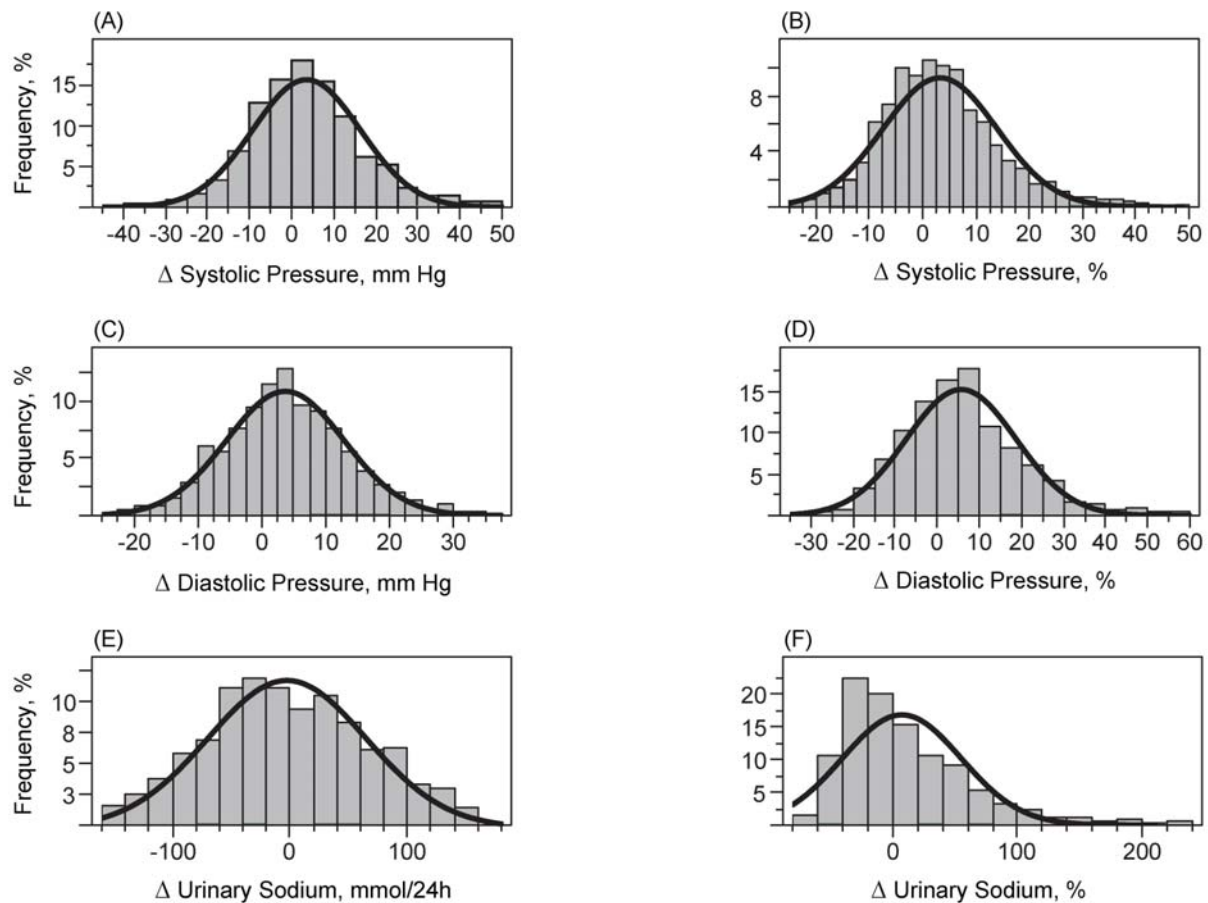 (A)
Frequency, %
15
10
5
-40 -30 -20 -10 0 10 20 30 40 50
Δ Systolic Pressure, mm Hg
(B)
8
4
-20 -10 0 10 20 30 40 50
Δ Systolic Pressure, %
(C)
Frequency, %
10
5
-20 -10 0 10 20 30
Δ Diastolic Pressure, mm Hg
(D)
15
10
5
-30 -20 -10 0 10 20 30 40 50 60
Δ Diastolic Pressure, %
(E)
Frequency, %
10
8
5
3
-100 0 100
Δ Urinary Sodium, mmol/24h
(F)
20
15
10
5
0 100 200
Δ Urinary Sodium, %